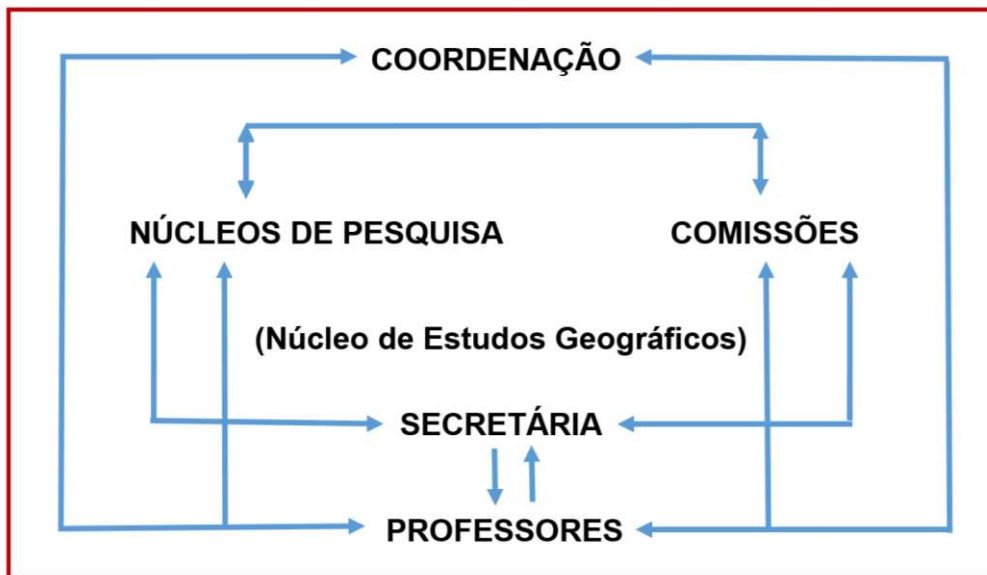 COORDENAÇÃO
NÚCLEOS DE PESQUISA
COMISSÕES
(Núcleo de Estudos Geográficos)
SECRETÁRIA
PROFESSORES